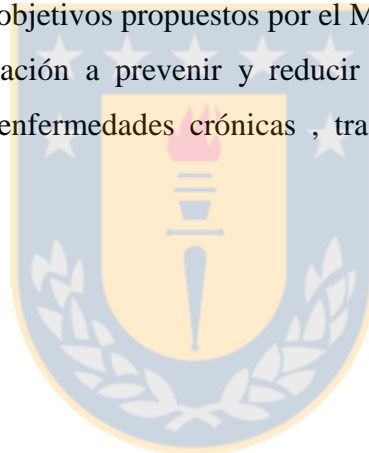 objetivos propuestos por el M
ación a prevenir y reducir
enfermedades crónicas , tra